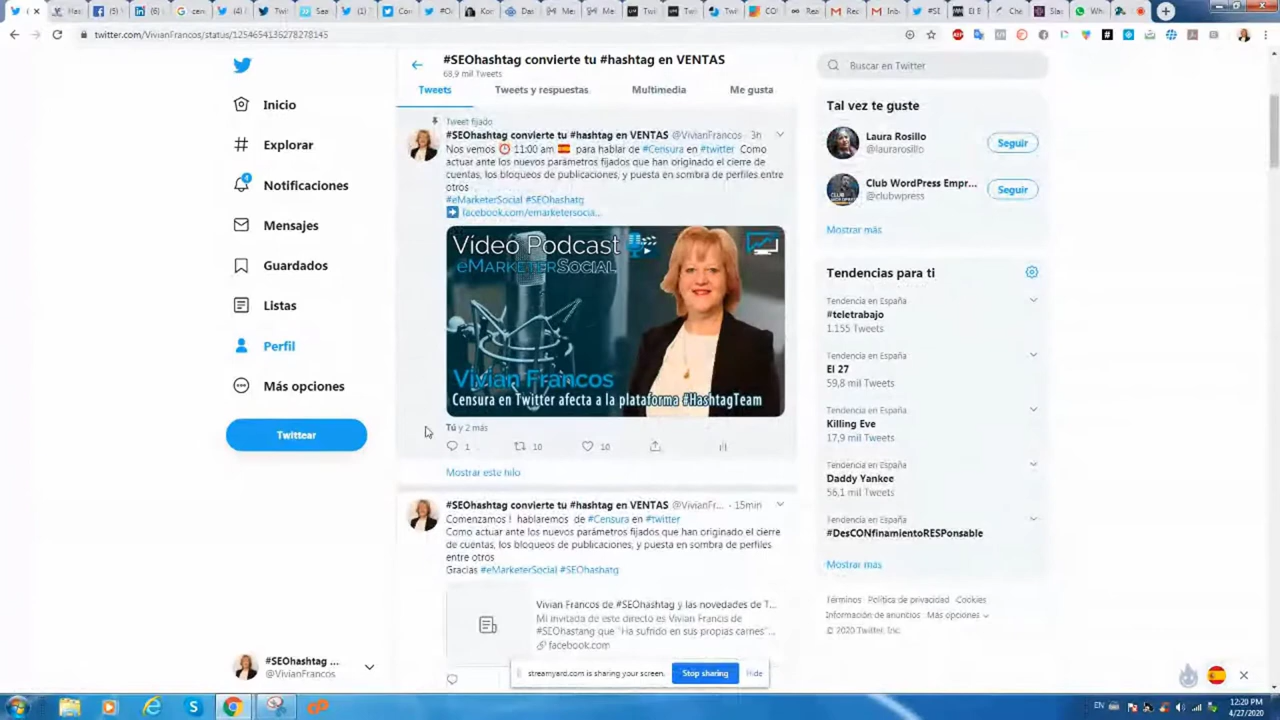 twitter.com/VivianFrancos/status/1254654136278278145
Inicio
Explorar
Notificaciones
Mensajes
Guardados
Listas
Perfil
Más opciones
Twittear
#SEOhashtag ...
@VivianFrancos
#SEOhashtag convierte tu #hashtag en VENTAS
68,9 mil Tweets
Tweets Tweets y respuestas Multimedia Me gusta
Tweet fijado
#SEOhashtag convierte tu #hashtag en VENTAS @VivianFrancos · 3h
Nos vemos ⏰ 11:00 am 🇪🇸 para hablar de #Censura en #twitter Como
actuar ante los nuevos parámetros fijados que han originado el cierre de
cuentas, los bloqueos de publicaciones, y puesta en sombra de perfiles entre
otros
#eMarketerSocial #SEOhashatg
➡ facebook.com/emarketersocia...
Vídeo Podcast
eMarketerSocial
Vivian Francos
Censura en Twitter afecta a la plataforma #HashtagTeam
Tú y 2 más
1 10 10
Mostrar este hilo
#SEOhashtag convierte tu #hashtag en VENTAS @VivianFr... · 15min
Comenzamos ! hablaremos de #Censura en #twitter
Como actuar ante los nuevos parámetros fijados que han originado el cierre
de cuentas, los bloqueos de publicaciones, y puesta en sombra de perfiles
entre otros
Gracias #eMarketerSocial #SEOhashatg
Vivian Francos de #SEOhashtag y las novedades de T...
Mi invitada de este directo es Vivian Francis de
#SEOhastang que "Ha sufrido en sus propias carnes"...
facebook.com
streamyard.com is sharing your screen. Stop sharing Hide
Buscar en Twitter
Tal vez te guste
Laura Rosillo
@laurarosillo
Seguir
Club WordPress Empr...
@clubwpress
Seguir
Mostrar más
Tendencias para ti
Tendencia en España
#teletrabajo
1.155 Tweets
Tendencia en España
El 27
59,8 mil Tweets
Tendencia en España
Killing Eve
17,9 mil Tweets
Tendencia en España
Daddy Yankee
56,1 mil Tweets
Tendencia en España
#DesCONfinamientoRESPonsable
Mostrar más
Términos Política de privacidad Cookies
Información de anuncios Más opciones
© 2020 Twitter, Inc.
EN
12:20 PM
4/27/2020